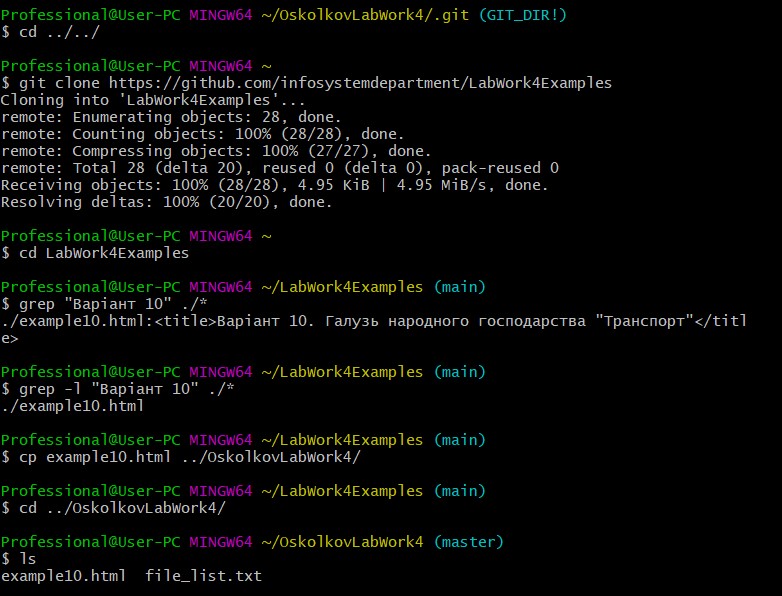 Professional@User-PC MINGW64 ~/OskolkovLabWork4/.git (GIT_DIR!)
$ cd ../../
Professional@User-PC MINGW64 ~
$ git clone https://github.com/infosystemdepartment/LabWork4Examples
Cloning into 'LabWork4Examples'...
remote: Enumerating objects: 28, done.
remote: Counting objects: 100% (28/28), done.
remote: Compressing objects: 100% (27/27), done.
remote: Total 28 (delta 20), reused 0 (delta 0), pack-reused 0
Receiving objects: 100% (28/28), 4.95 KiB | 4.95 MiB/s, done.
Resolving deltas: 100% (20/20), done.
Professional@User-PC MINGW64 ~
$ cd LabWork4Examples
Professional@User-PC MINGW64 ~/LabWork4Examples (main)
$ grep "Варіант 10" ./*
./example10.html:<title>Варіант 10. Галузь народного господарства "Транспорт"</titl
e>
Professional@User-PC MINGW64 ~/LabWork4Examples (main)
$ grep -l "Варіант 10" ./*
./example10.html
Professional@User-PC MINGW64 ~/LabWork4Examples (main)
$ cp example10.html ../OskolkovLabWork4/
Professional@User-PC MINGW64 ~/LabWork4Examples (main)
$ cd ../OskolkovLabWork4/
Professional@User-PC MINGW64 ~/OskolkovLabWork4 (master)
$ ls
example10.html  file_list.txt